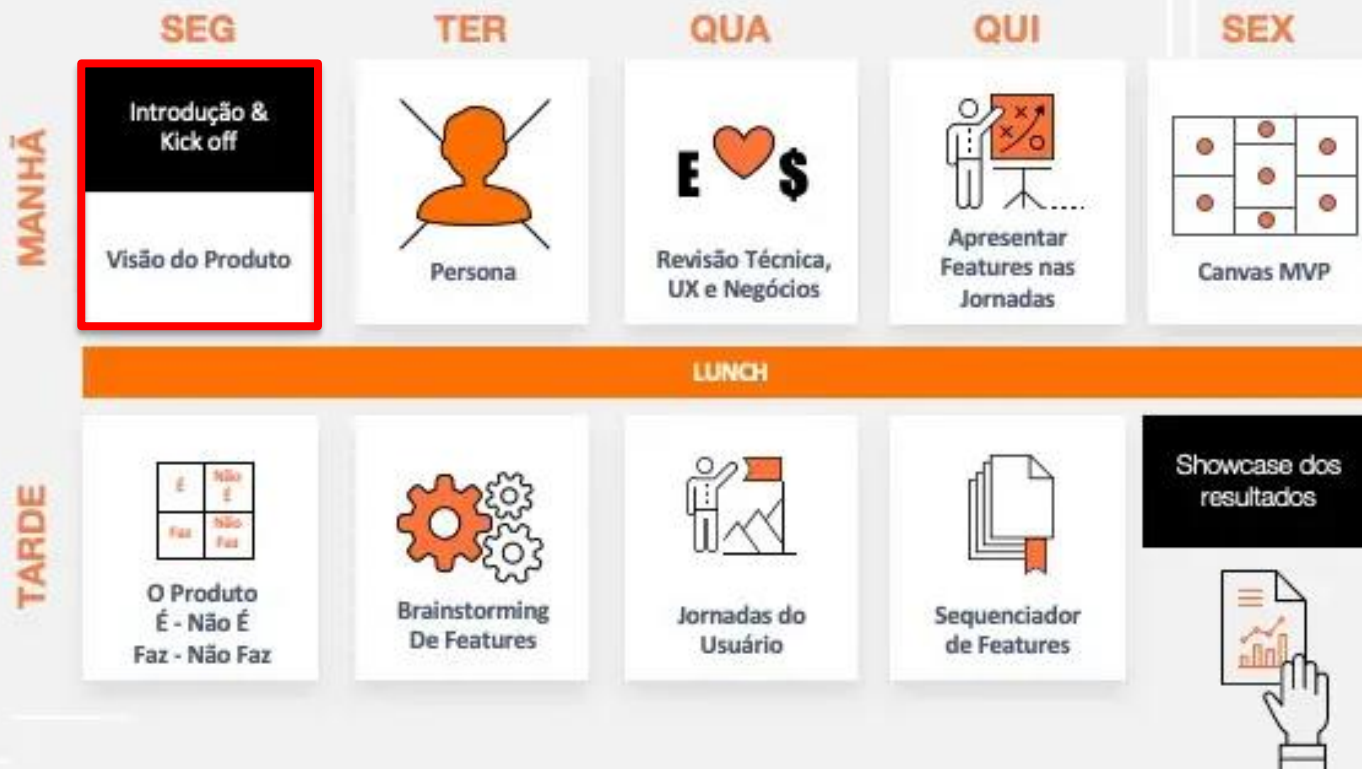 SEG
TER
QUA
QUI
SEX
MANHÃ
Introdução &
Kick off
Visão do Produto
Persona
E $
Revisão Técnica,
UX e Negócios
Apresentar
Features nas
Jornadas
Canvas MVP
LUNCH
TARDE
É
Não
É
Faz
Não
Faz
O Produto
É - Não É
Faz - Não Faz
Brainstorming
De Features
Jornadas do
Usuário
Sequenciador
de Features
Showcase dos
resultados